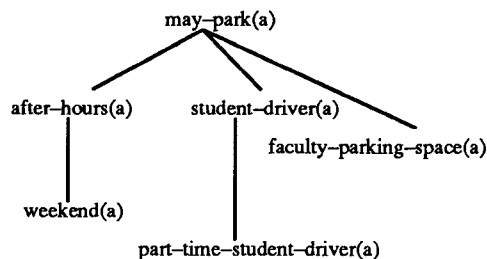 may–park(a)
after–hours(a)
student–driver(a)
faculty–parking–space(a)
weekend(a)
part–time–student–driver(a)